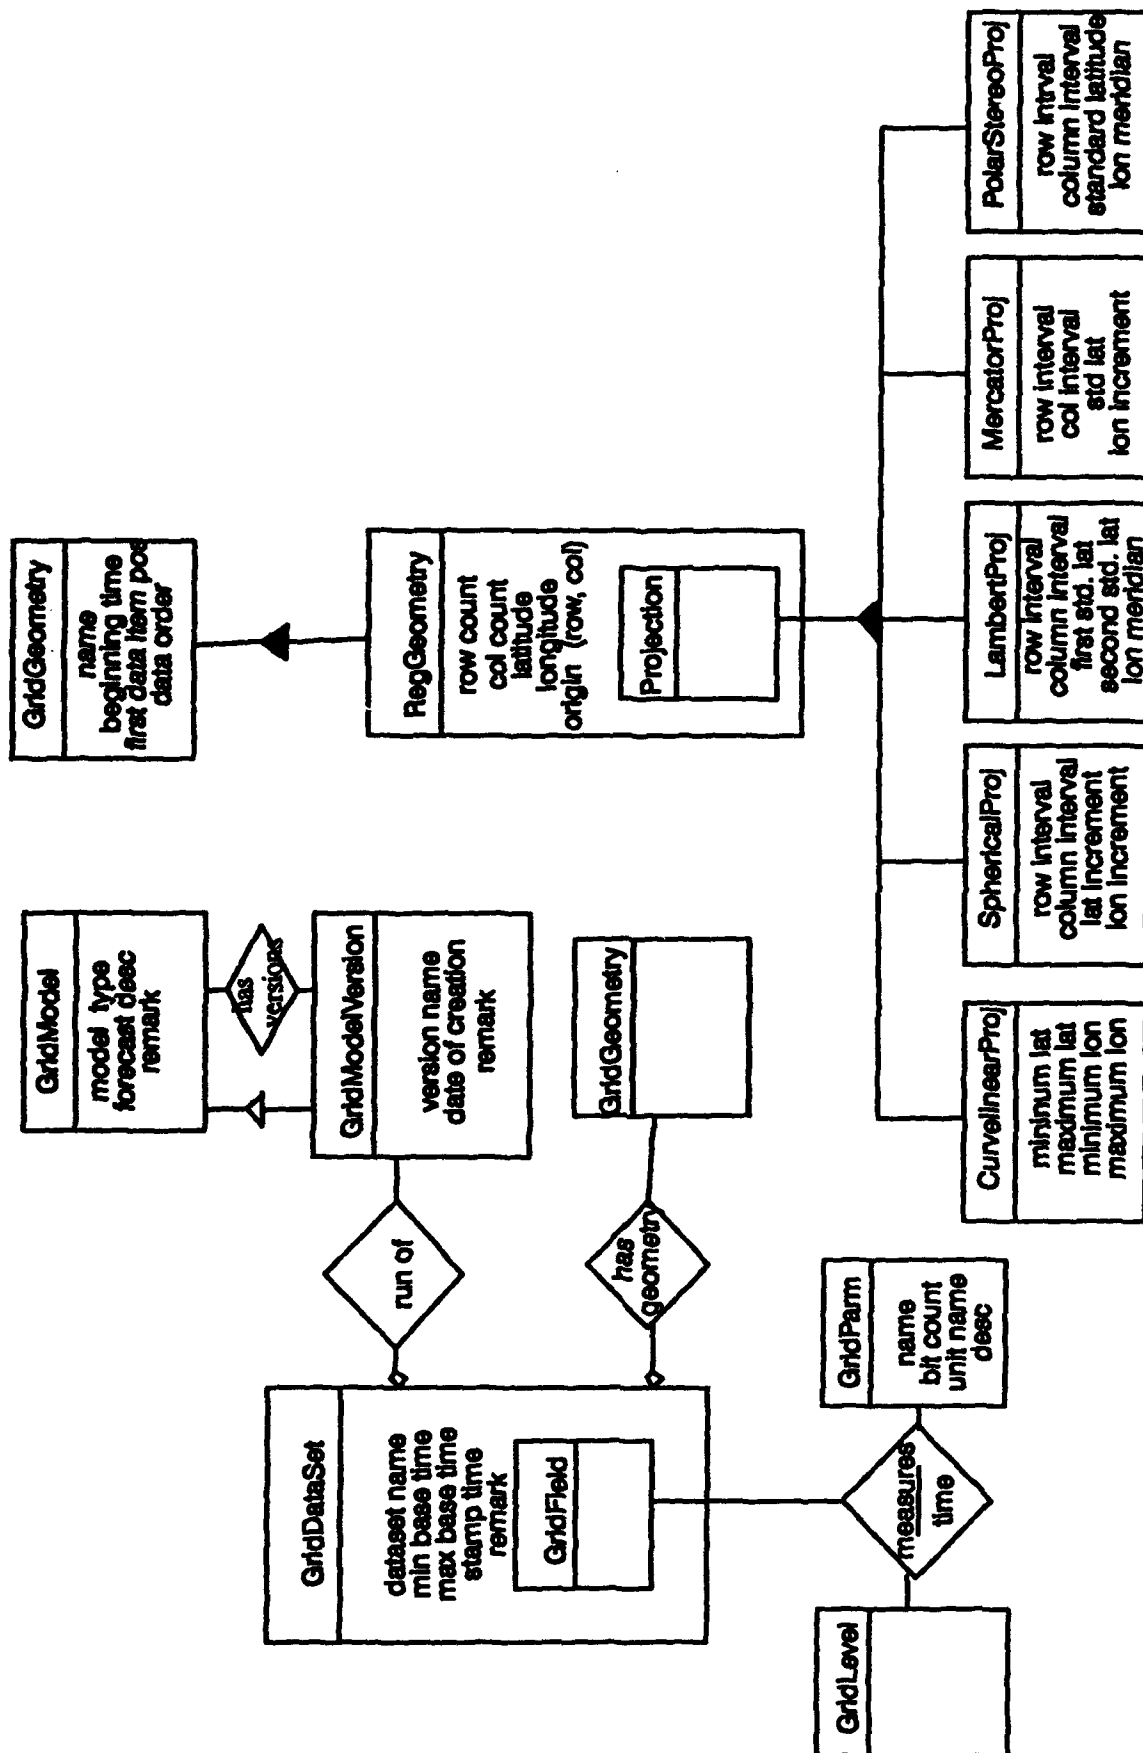 GridModel
model type
forecast desc
remark
has
versions
GridModelVersion
version name
date of creation
remark
run of
GridDataSet
dataset name
min base time
max base time
stamp time
remark
GridField
has
geometry
GridGeometry
measures
time
GridLevel
GridParm
name
bit count
unit name
desc
GridGeometry
name
beginning time
first data item pos
data order
RegGeometry
row count
col count
latitude
longitude
origin (row, col)
Projection
CurvelinearProj
mininum lat
maximum lat
minimum lon
maximum lon
SphericalProj
row interval
column interval
lat increment
lon increment
LambertProj
row interval
column interval
first std. lat
second std. lat
lon meridian
MercatorProj
row interval
col interval
std lat
lon increment
PolarStereoProj
row intrval
column interval
standard latitude
lon meridian